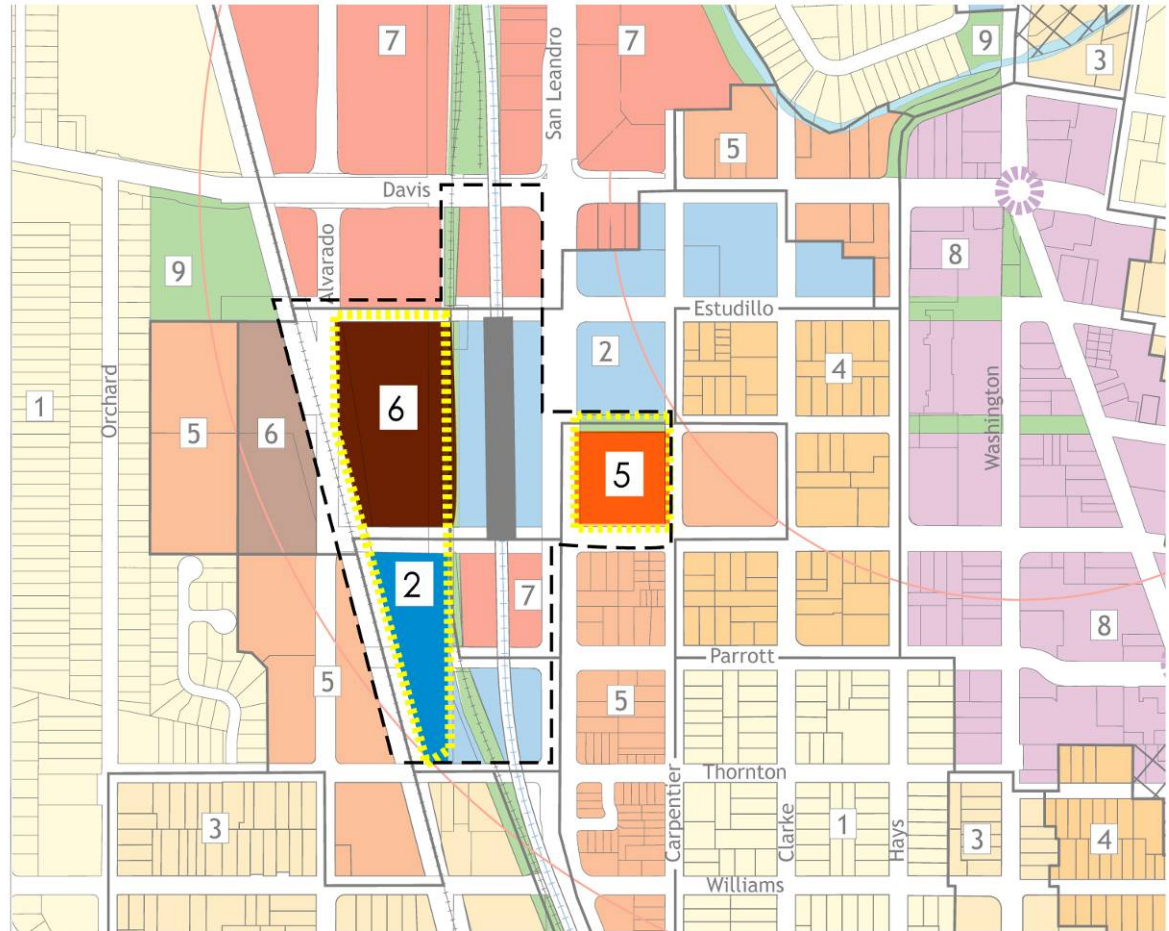 7
San Leandro
7
9
3
5
Davis
9
Alvarado
8
Estudillo
2
4
1
Orchard
5
6
6
5
Washington
2
7
8
Parrott
5
5
Thornton
Carpentier
Clarke
Hays
3
1
3
4
Williams